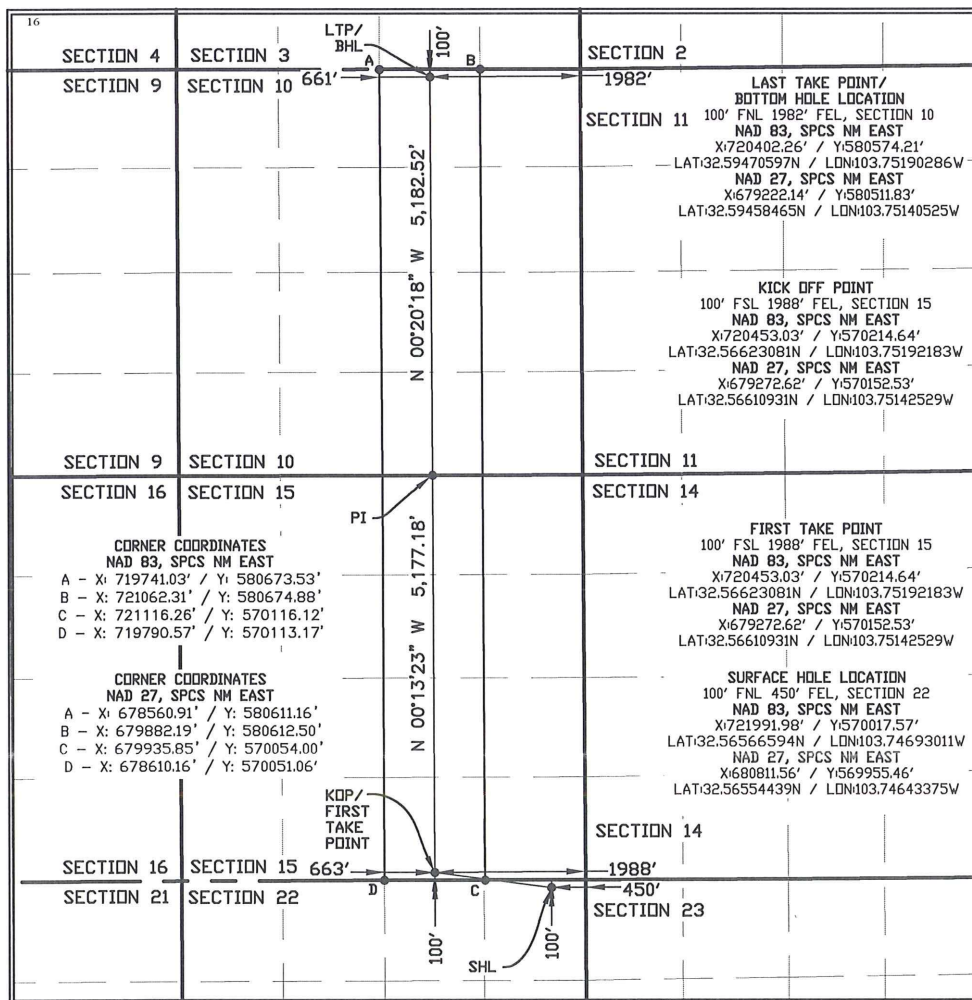 16
LTP/
BHL
100'
SECTION 4
SECTION 3
A
B
SECTION 2
SECTION 9
SECTION 10
661'
1982'
SECTION 11
LAST TAKE POINT/
BOTTOM HOLE LOCATION
100' FNL 1982' FEL, SECTION 10
NAD 83, SPCS NM EAST
X:720402.26' / Y:580574.21'
LAT:32.59470597N / LON:103.75190286W
NAD 27, SPCS NM EAST
X:679222.14' / Y:580511.83'
LAT:32.59458465N / LON:103.75140525W
N 00°20'18" W 5,182.52'
KICK OFF POINT
100' FSL 1988' FEL, SECTION 15
NAD 83, SPCS NM EAST
X:720453.03' / Y:570214.64'
LAT:32.56623081N / LON:103.75192183W
NAD 27, SPCS NM EAST
X:679272.62' / Y:570152.53'
LAT:32.56610931N / LON:103.75142529W
SECTION 9
SECTION 10
SECTION 11
SECTION 16
SECTION 15
SECTION 14
PI
CORNER COORDINATES
NAD 83, SPCS NM EAST
A - X: 719741.03' / Y: 580673.53'
B - X: 721062.31' / Y: 580674.88'
C - X: 721116.26' / Y: 570116.12'
D - X: 719790.57' / Y: 570113.17'
CORNER COORDINATES
NAD 27, SPCS NM EAST
A - X: 678560.91' / Y: 580611.16'
B - X: 679882.19' / Y: 580612.50'
C - X: 679935.85' / Y: 570054.00'
D - X: 678610.16' / Y: 570051.06'
N 00°13'23" W 5,177.18'
FIRST TAKE POINT
100' FSL 1988' FEL, SECTION 15
NAD 83, SPCS NM EAST
X:720453.03' / Y:570214.64'
LAT:32.56623081N / LON:103.75192183W
NAD 27, SPCS NM EAST
X:679272.62' / Y:570152.53'
LAT:32.56610931N / LON:103.75142529W
SURFACE HOLE LOCATION
100' FNL 450' FEL, SECTION 22
NAD 83, SPCS NM EAST
X:721991.98' / Y:570017.57'
LAT:32.56566594N / LON:103.74693011W
NAD 27, SPCS NM EAST
X:680811.56' / Y:569955.46'
LAT:32.56554439N / LON:103.74643375W
KOP/
FIRST
TAKE
POINT
SECTION 14
SECTION 16
SECTION 15
663'
1988'
SECTION 21
SECTION 22
D
C
450'
SECTION 23
100'
100'
SHL